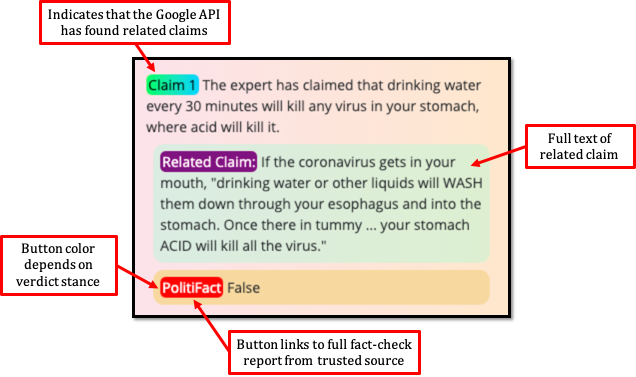 Indicates that the Google API
has found related claims
Claim 1 The expert has claimed that drinking water
every 30 minutes will kill any virus in your stomach,
where acid will kill it.
Full text of
related claim
Related Claim: If the coronavirus gets in your
mouth, "drinking water or other liquids will WASH
them down through your esophagus and into the
stomach. Once there in tummy ... your stomach
ACID will kill all the virus."
Button color
depends on
verdict stance
PolitiFact False
Button links to full fact-check
report from trusted source